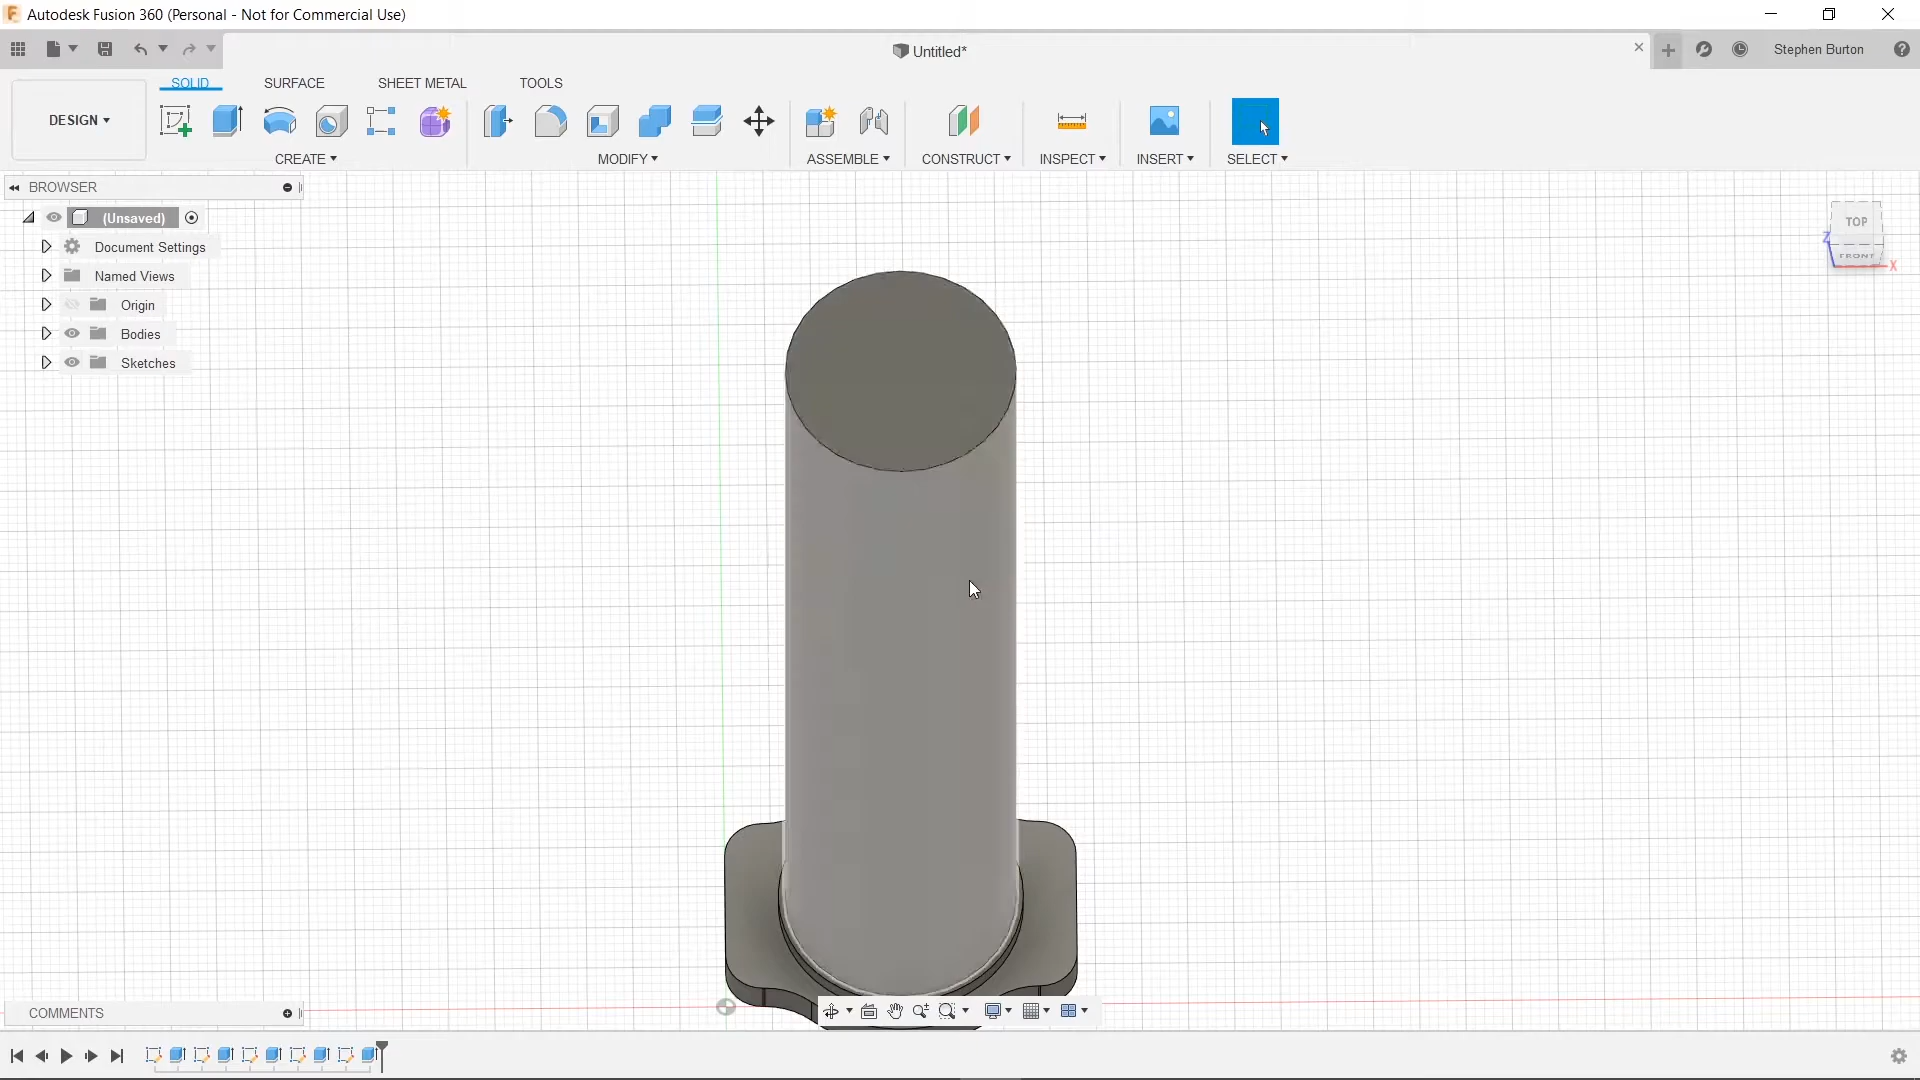 Autodesk Fusion 360 (Personal - Not for Commercial Use)
Untitled*
Stephen Burton
SOLID
SURFACE
SHEET METAL
TOOLS
DESIGN
CREATE
MODIFY
ASSEMBLE
CONSTRUCT
INSPECT
INSERT
SELECT
BROWSER
(Unsaved)
Document Settings
Named Views
Origin
Bodies
Sketches
TOP
Z
FRONT
X
COMMENTS